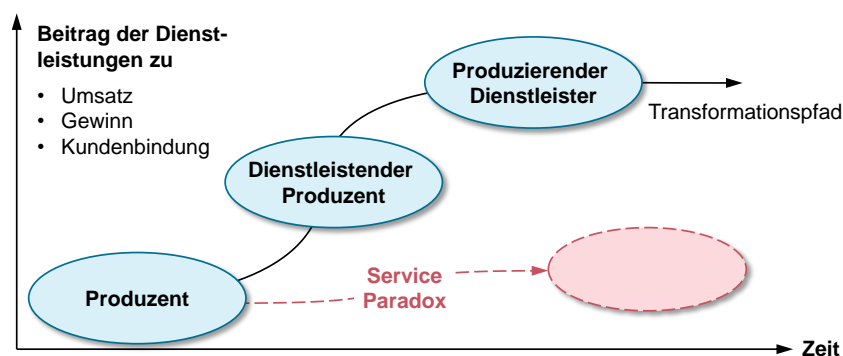 Beitrag der Dienst-
leistungen zu
• Umsatz
• Gewinn
• Kundenbindung
Produzierender
Dienstleister
Transformationspfad
Dienstleistender
Produzent
Service
Paradox
Produzent
Zeit